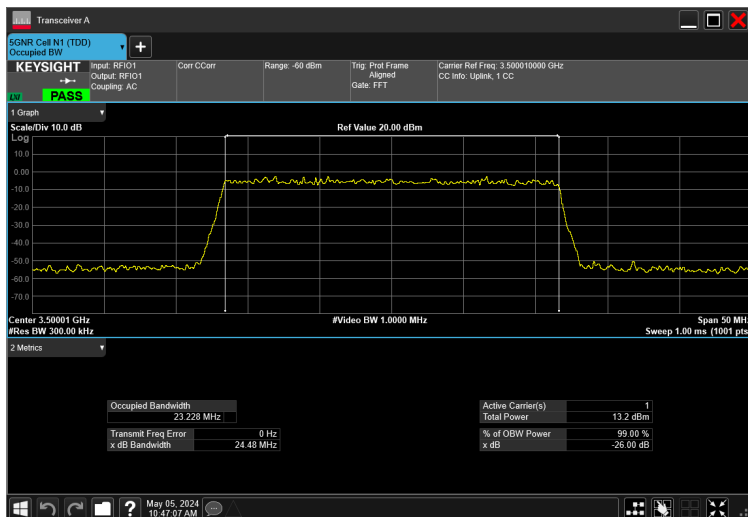 Transceiver A
5GNR Cell N1 (TDD)
Occupied BW
KEYSIGHT
Input: RFIO1
Output: RFIO1
Coupling: AC
Corr CCorr
Range: -60 dBm
Trig: Prot Frame
Aligned
Gate: FFT
Carrier Ref Freq: 3.500010000 GHz
CC Info: Uplink, 1 CC
LXI
PASS
1 Graph
Scale/Div 10.0 dB
Ref Value 20.00 dBm
Log
10.0
0.00
-10.0
-20.0
-30.0
-40.0
-50.0
-60.0
-70.0
Center 3.50001 GHz
#Video BW 1.0000 MHz
Span 50 MHz
#Res BW 300.00 kHz
Sweep 1.00 ms (1001 pts
2 Metrics
Occupied Bandwidth
23.228 MHz
Transmit Freq Error 0 Hz
x dB Bandwidth 24.48 MHz
Active Carrier(s) 1
Total Power 13.2 dBm
% of OBW Power 99.00 %
x dB -26.00 dB
?
May 05, 2024
10:47:07 AM